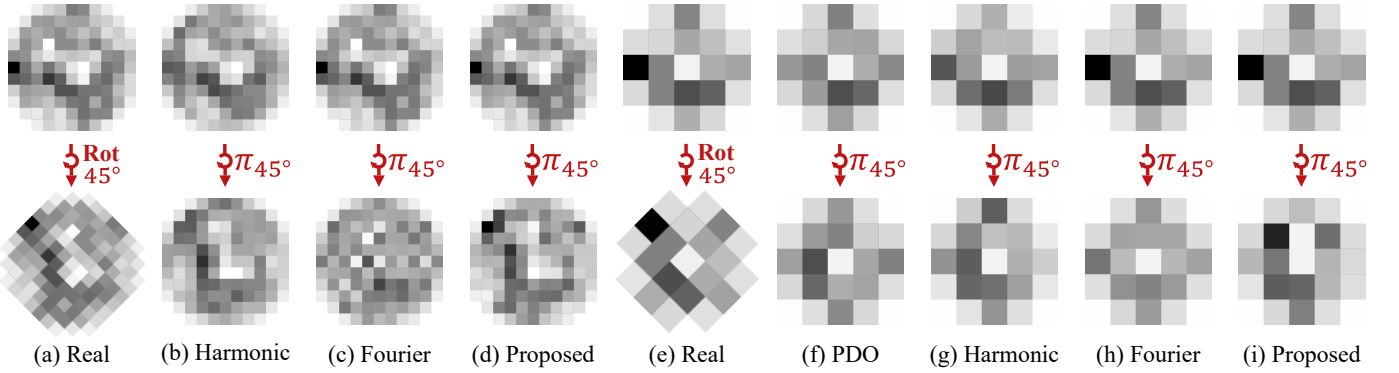 Rot
45°
π45°
π45°
π45°
Rot
45°
π45°
π45°
π45°
π45°
(a) Real
(b) Harmonic
(c) Fourier
(d) Proposed
(e) Real
(f) PDO
(g) Harmonic
(h) Fourier
(i) Proposed